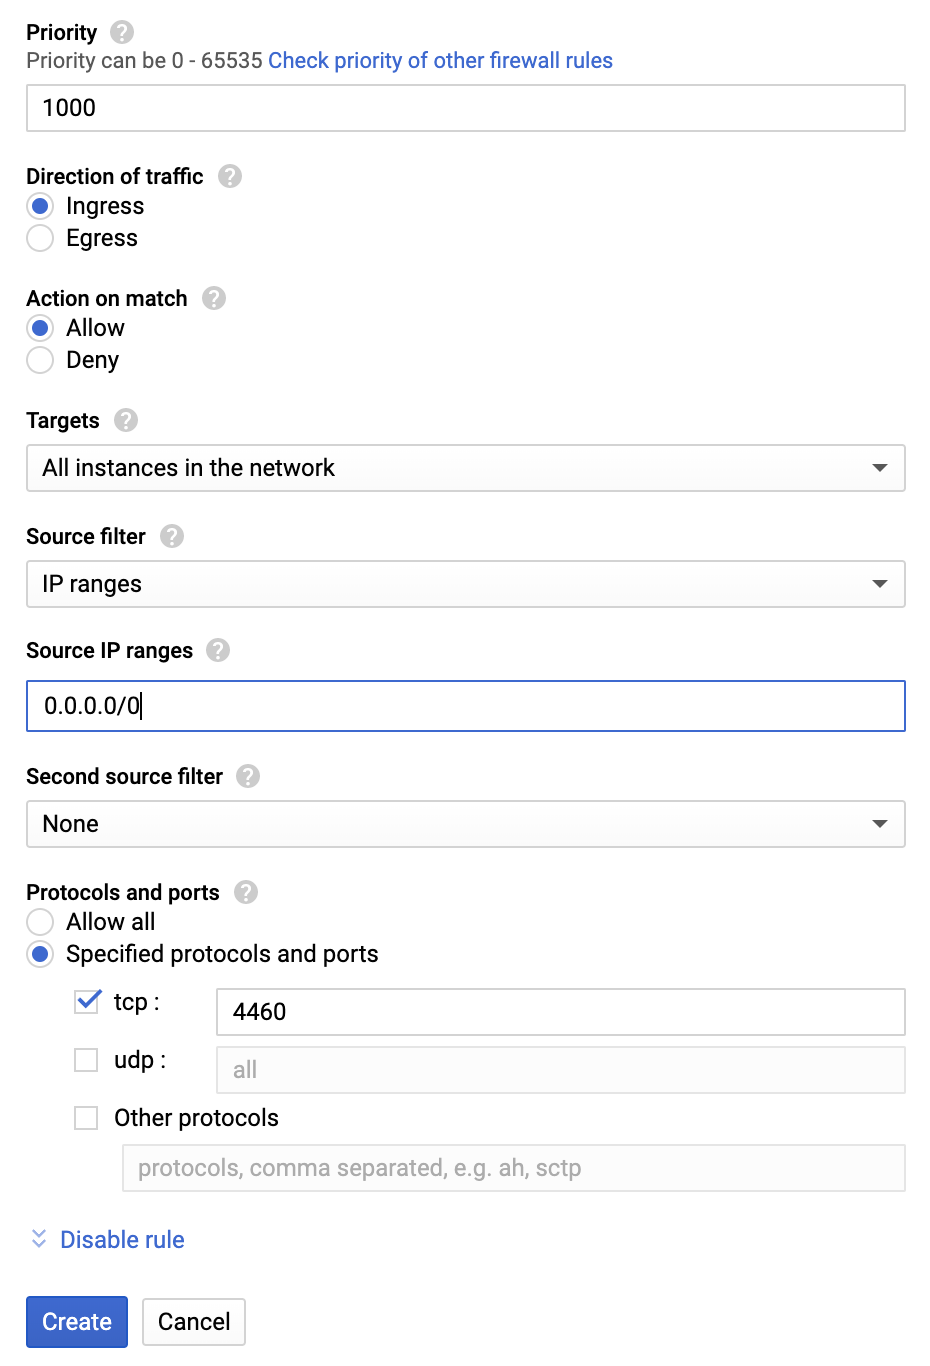 Priority
Priority can be 0 - 65535 Check priority of other firewall rules
1000
Direction of traffic
Ingress
Egress
Action on match
Allow
Deny
Targets
All instances in the network
Source filter
IP ranges
Source IP ranges
0.0.0.0/0
Second source filter
None
Protocols and ports
Allow all
Specified protocols and ports
tcp : 4460
udp : all
Other protocols
protocols, comma separated, e.g. ah, sctp
Disable rule
Create Cancel